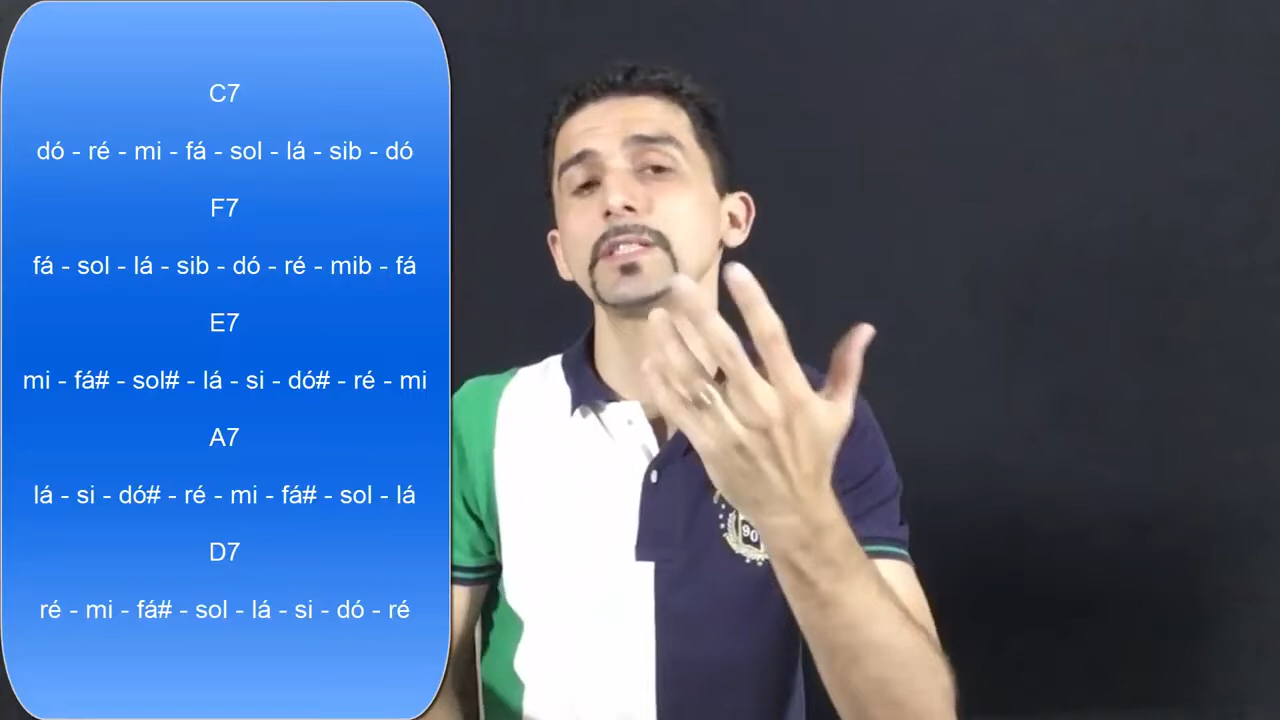 C7
dó - ré - mi - fá - sol - lá - sib - dó
F7
fá - sol - lá - sib - dó - ré - mib - fá
E7
mi - fá# - sol# - lá - si - dó# - ré - mi
A7
lá - si - dó# - ré - mi - fá# - sol - lá
D7
ré - mi - fá# - sol - lá - si - dó - ré
90